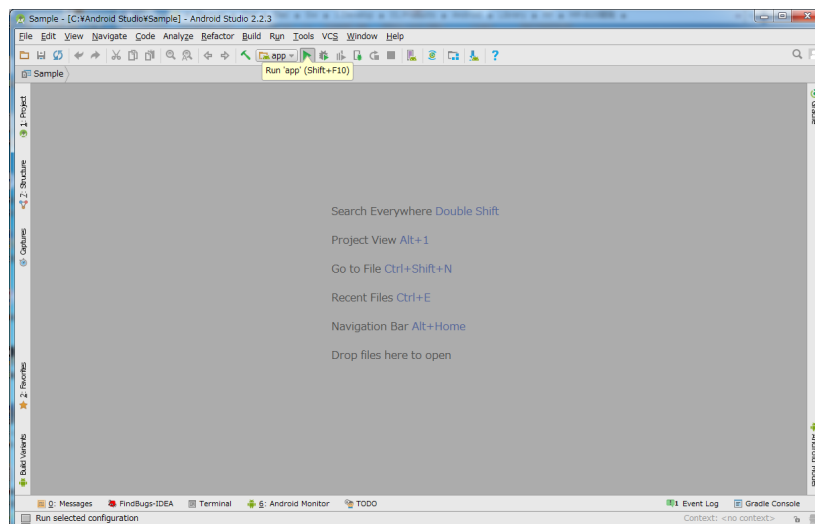 Sample - [C:¥Android Studio¥Sample] - Android Studio 2.2.3
File Edit View Navigate Code Analyze Refactor Build Run Tools VCS Window Help
app
Run 'app' (Shift+F10)
Sample
1: Project
2: Structure
Captures
2: Favorites
Build Variants
Search Everywhere Double Shift
Project View Alt+1
Go to File Ctrl+Shift+N
Recent Files Ctrl+E
Navigation Bar Alt+Home
Drop files here to open
Gradle
0: Messages FindBugs-IDEA Terminal 6: Android Monitor TODO 1 Event Log Gradle Console
Run selected configuration Context: <no context>